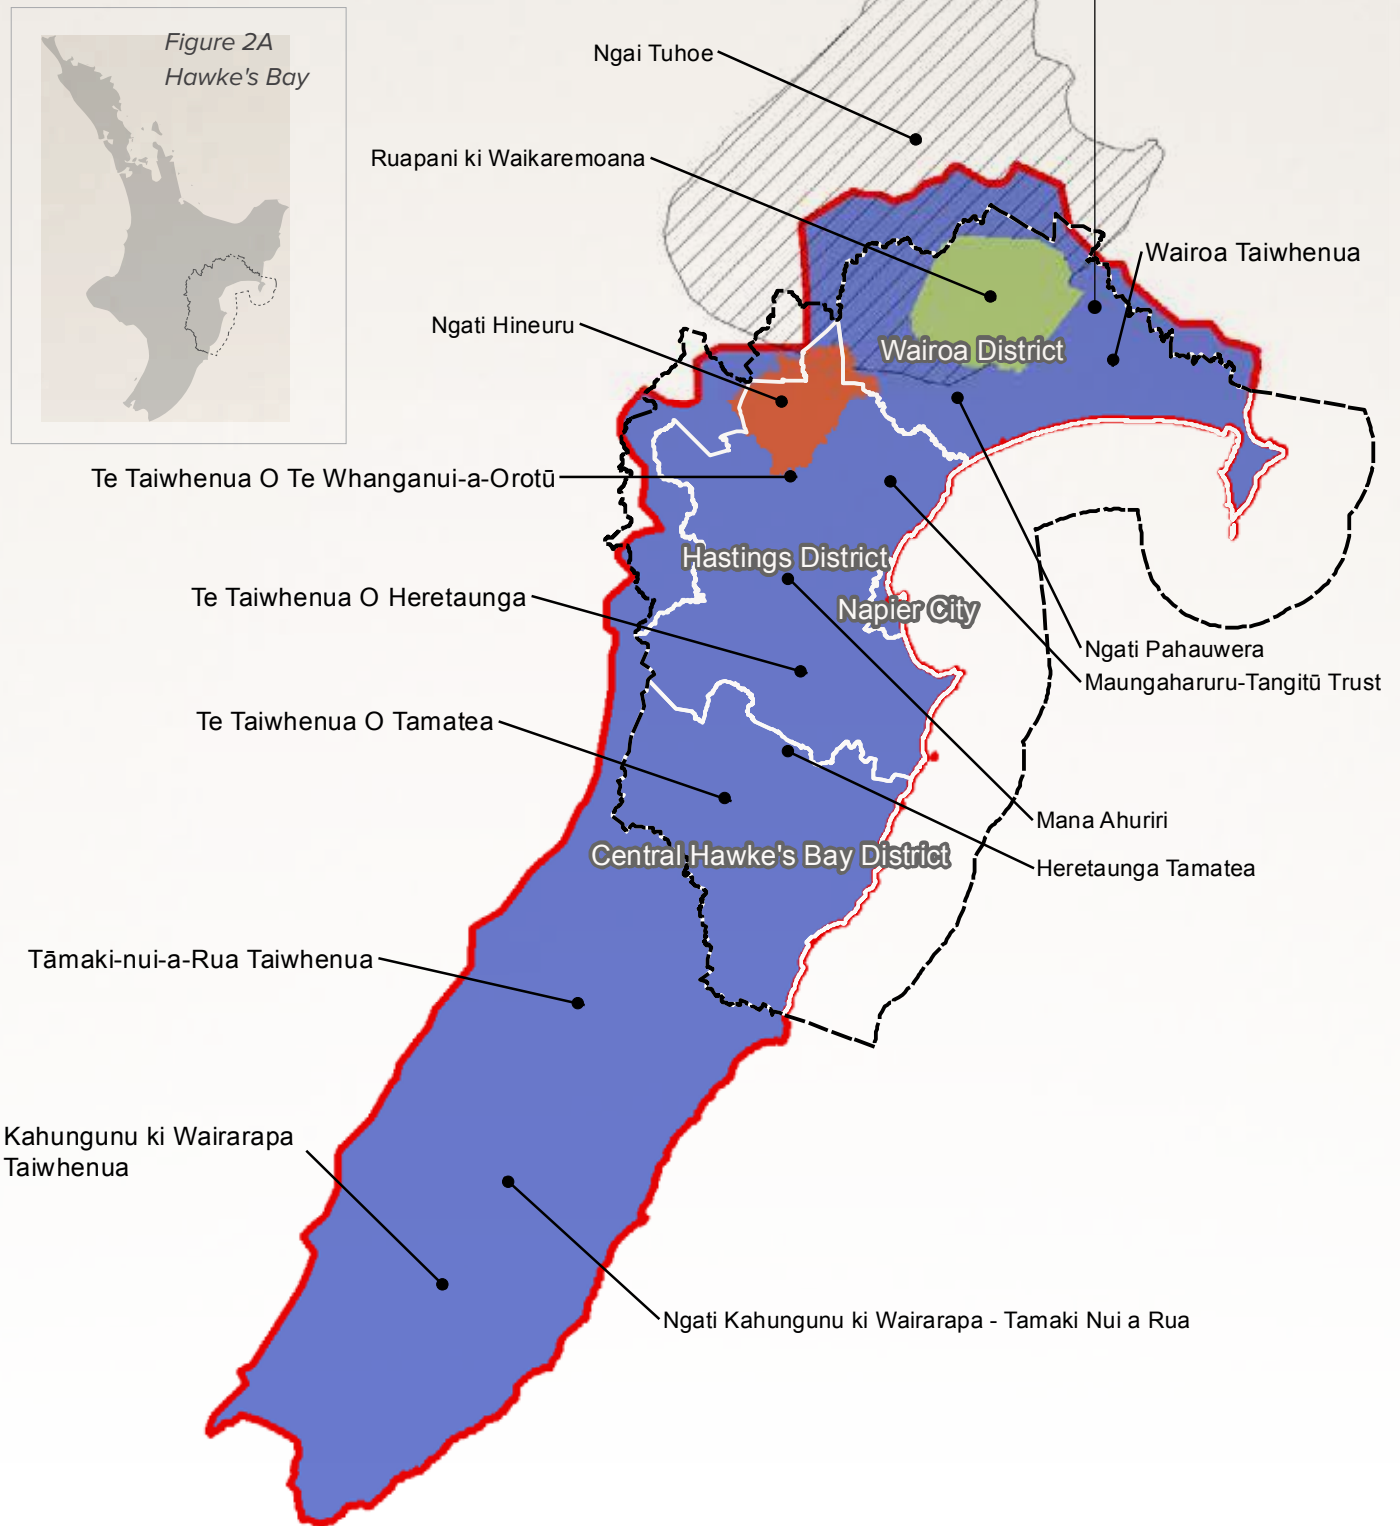 Figure 2A
Hawke's Bay
Ngai Tuhoe
Ruapani ki Waikaremoana
Wairoa Taiwhenua
Ngati Hineuru
Wairoa District
Te Taiwhenua O Te Whanganui-a-Orotū
Hastings District
Te Taiwhenua O Heretaunga
Napier City
Ngati Pahauwera
Maungaharuru-Tangitū Trust
Te Taiwhenua O Tamatea
Mana Ahuriri
Central Hawke's Bay District
Heretaunga Tamatea
Tāmaki-nui-a-Rua Taiwhenua
Kahungunu ki Wairarapa
Taiwhenua
Ngati Kahungunu ki Wairarapa - Tamaki Nui a Rua